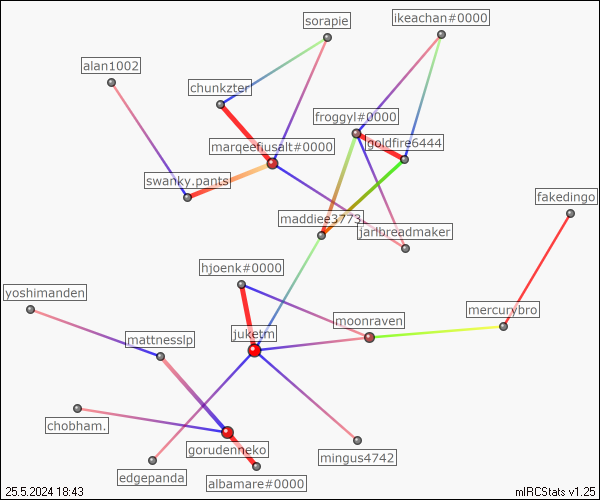 sorapie
ikeachan#0000
alan1002
chunkzter
froggyl#0000
marqeefiusalt#0000
goldfire6444
swanky.pants
fakedingo
maddiee3773
janbreadmaker
hjoenk#0000
yoshimanden
moonraven
mercurybro
juketm
mattnesslp
chobham.
gorudenneko
mingus4742
edgepanda
albamare#0000
25.5.2024 18:43
mIRCStats v1.25